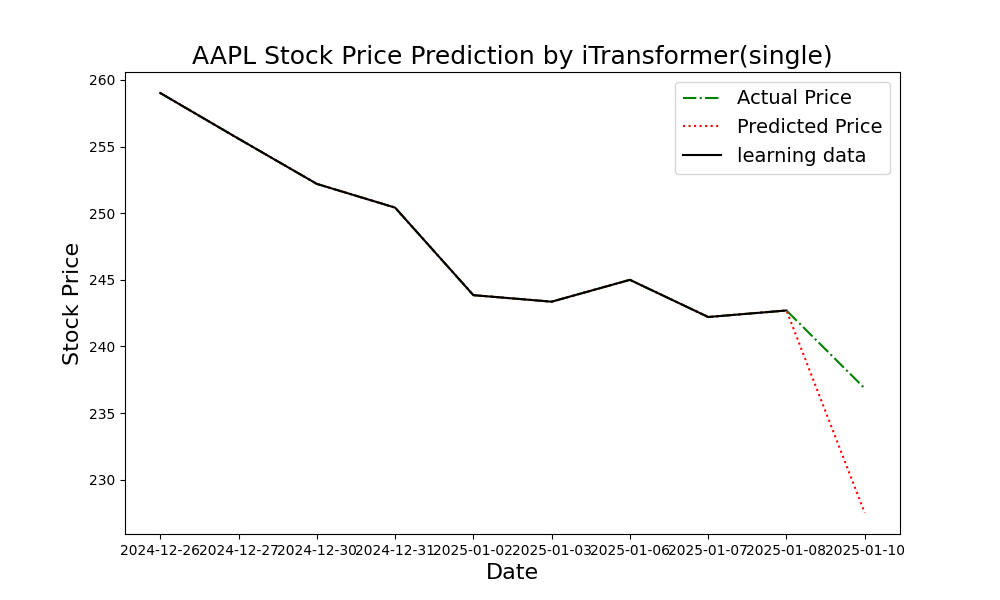 AAPL Stock Price Prediction by iTransformer(single)
Actual Price
Predicted Price
learning data
260
255
250
245
240
235
230
Stock Price
2024-12-26 2024-12-27 2024-12-30 2024-12-31 2025-01-02 2025-01-03 2025-01-06 2025-01-07 2025-01-08 2025-01-10
Date